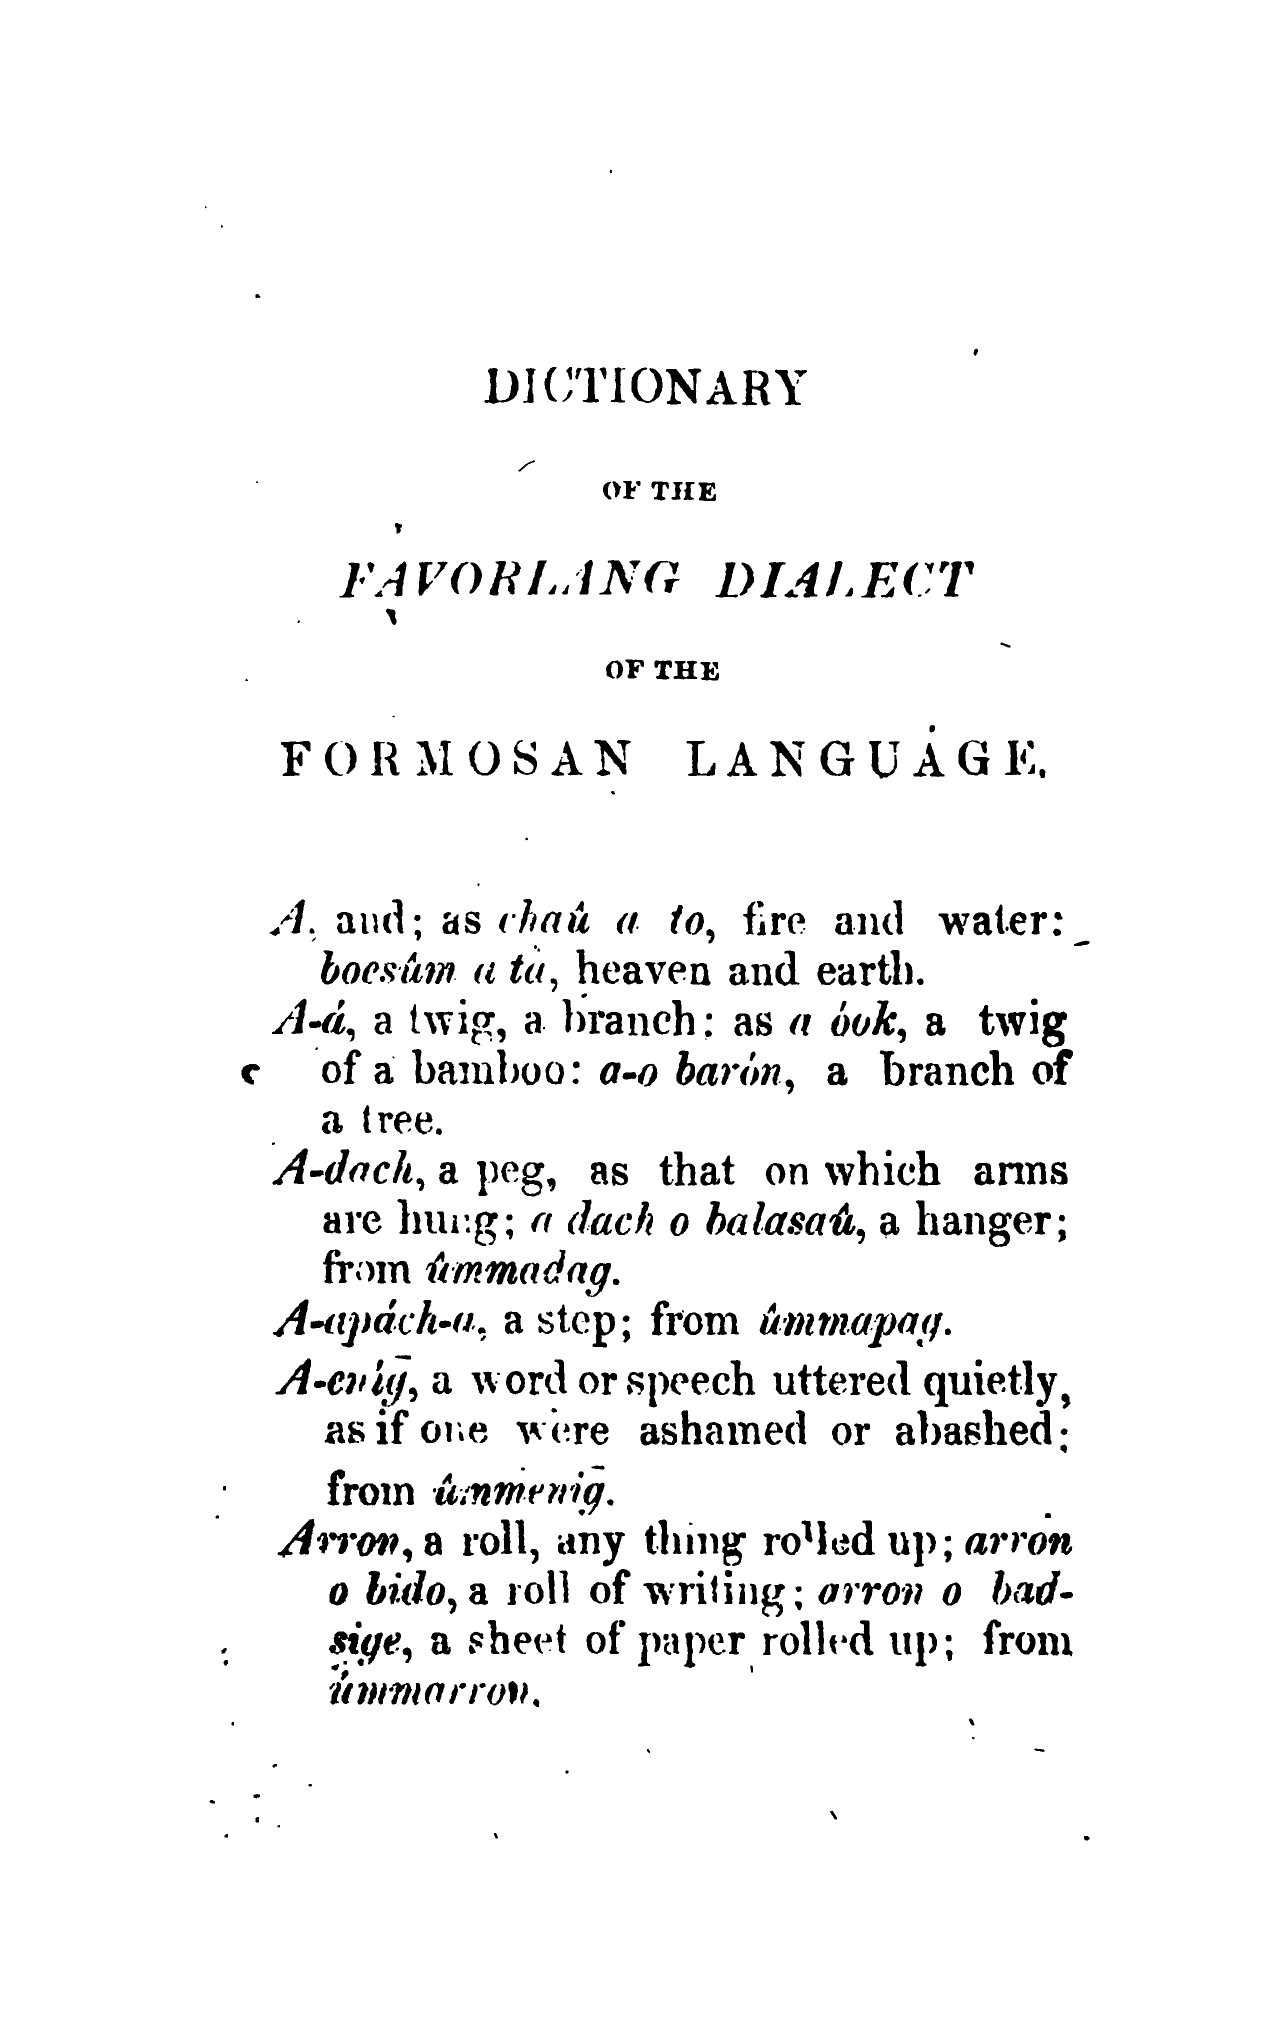 DICTIONARY
OF THE
FAVORLANG DIALECT
OF THE
FORMOSAN LANGUAGE.
A, and; as chaû a to, fire and water:
boesûm a ta, heaven and earth.
A-á, a twig, a branch: as a óok, a twig
of a bamboo: a-o barón, a branch of
a tree.
A-dach, a peg, as that on which arms
are hung; a dach o balasaû, a hanger;
from ûmmadag.
A-apách-a, a step; from ûmmapag.
A-enig, a word or speech uttered quietly,
as if one were ashamed or abashed;
from ûmmenig.
Arron, a roll, any thing rolled up; arron
o bido, a roll of writing; arron o bad-
sige, a sheet of paper rolled up; from
ummarron.